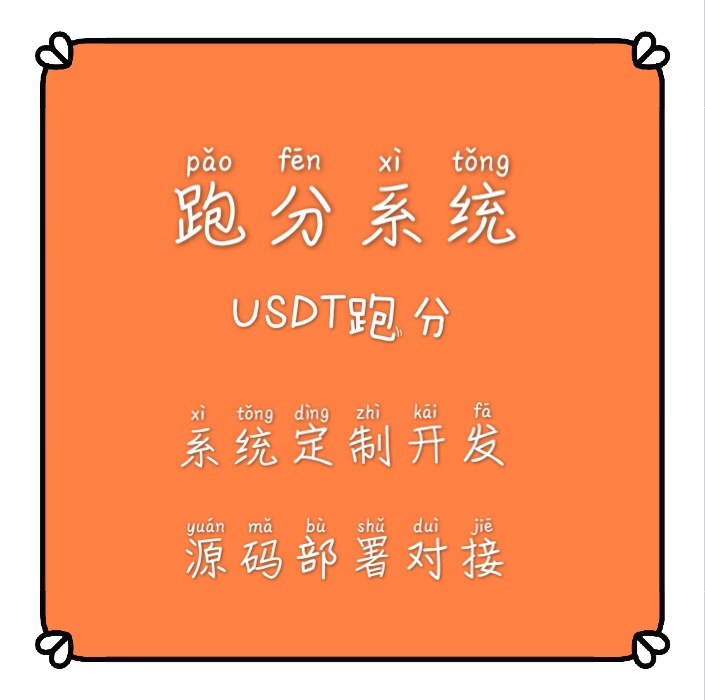 pǎo fēn xì tǒng
跑分系统
USDT跑分
xì tǒng dìng zhì kāi fā
系统定制开发
yuán mǎ bù shǔ duì jiē
源码部署对接